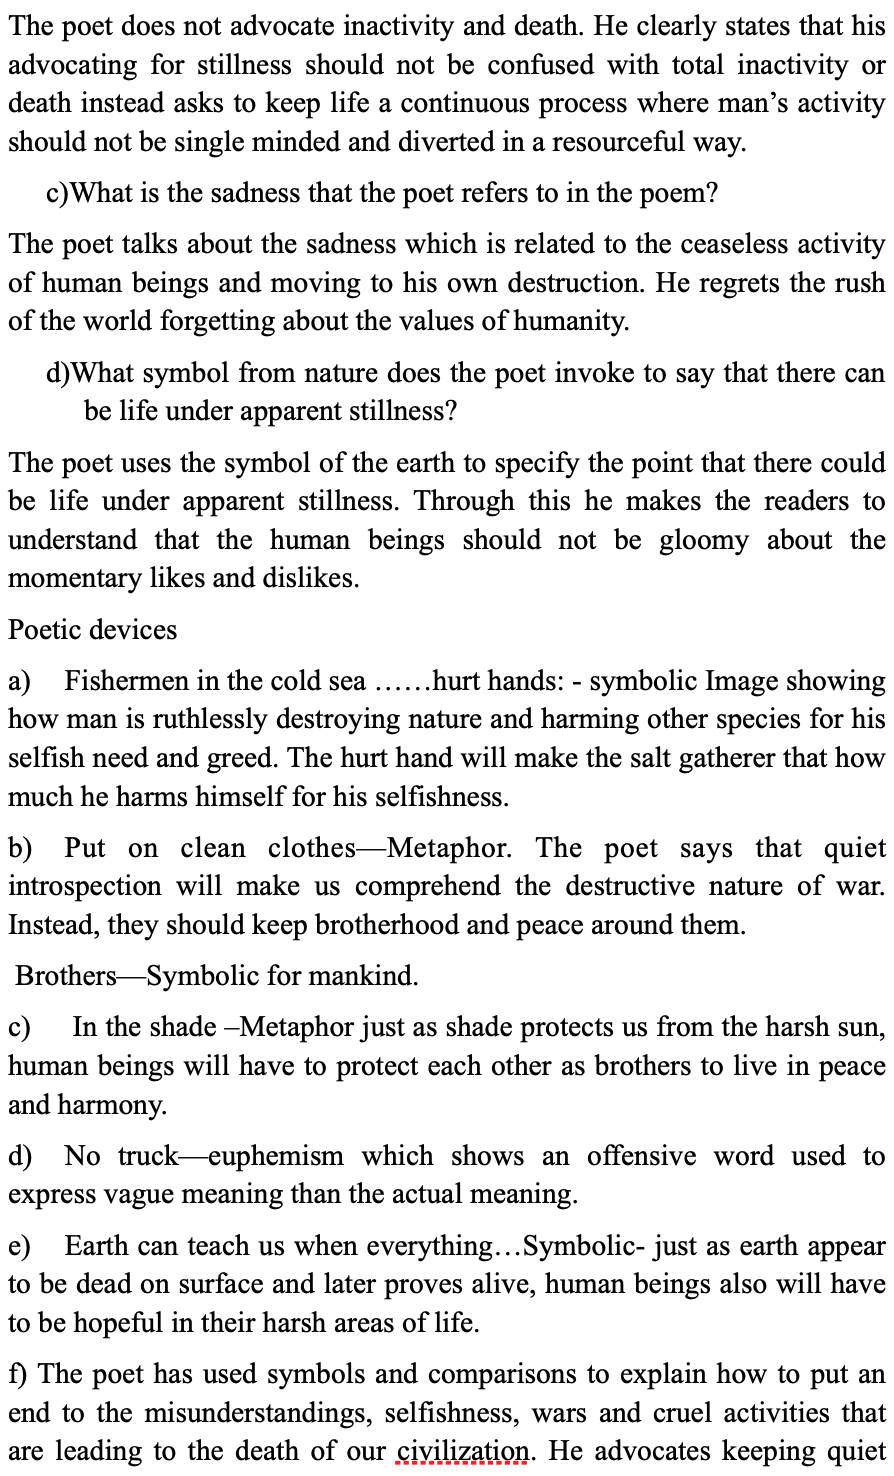 The poet does not advocate inactivity and death. He clearly states that his
advocating for stillness should not be confused with total inactivity or
death instead asks to keep life a continuous process where man’s activity
should not be single minded and diverted in a resourceful way.
c)What is the sadness that the poet refers to in the poem?
The poet talks about the sadness which is related to the ceaseless activity
of human beings and moving to his own destruction. He regrets the rush
of the world forgetting about the values of humanity.
d)What symbol from nature does the poet invoke to say that there can
be life under apparent stillness?
The poet uses the symbol of the earth to specify the point that there could
be life under apparent stillness. Through this he makes the readers to
understand that the human beings should not be gloomy about the
momentary likes and dislikes.
Poetic devices
a) Fishermen in the cold sea ……hurt hands: - symbolic Image showing
how man is ruthlessly destroying nature and harming other species for his
selfish need and greed. The hurt hand will make the salt gatherer that how
much he harms himself for his selfishness.
b) Put on clean clothes—Metaphor. The poet says that quiet
introspection will make us comprehend the destructive nature of war.
Instead, they should keep brotherhood and peace around them.
Brothers—Symbolic for mankind.
c) In the shade –Metaphor just as shade protects us from the harsh sun,
human beings will have to protect each other as brothers to live in peace
and harmony.
d) No truck—euphemism which shows an offensive word used to
express vague meaning than the actual meaning.
e) Earth can teach us when everything…Symbolic- just as earth appear
to be dead on surface and later proves alive, human beings also will have
to be hopeful in their harsh areas of life.
f) The poet has used symbols and comparisons to explain how to put an
end to the misunderstandings, selfishness, wars and cruel activities that
are leading to the death of our civilization. He advocates keeping quiet